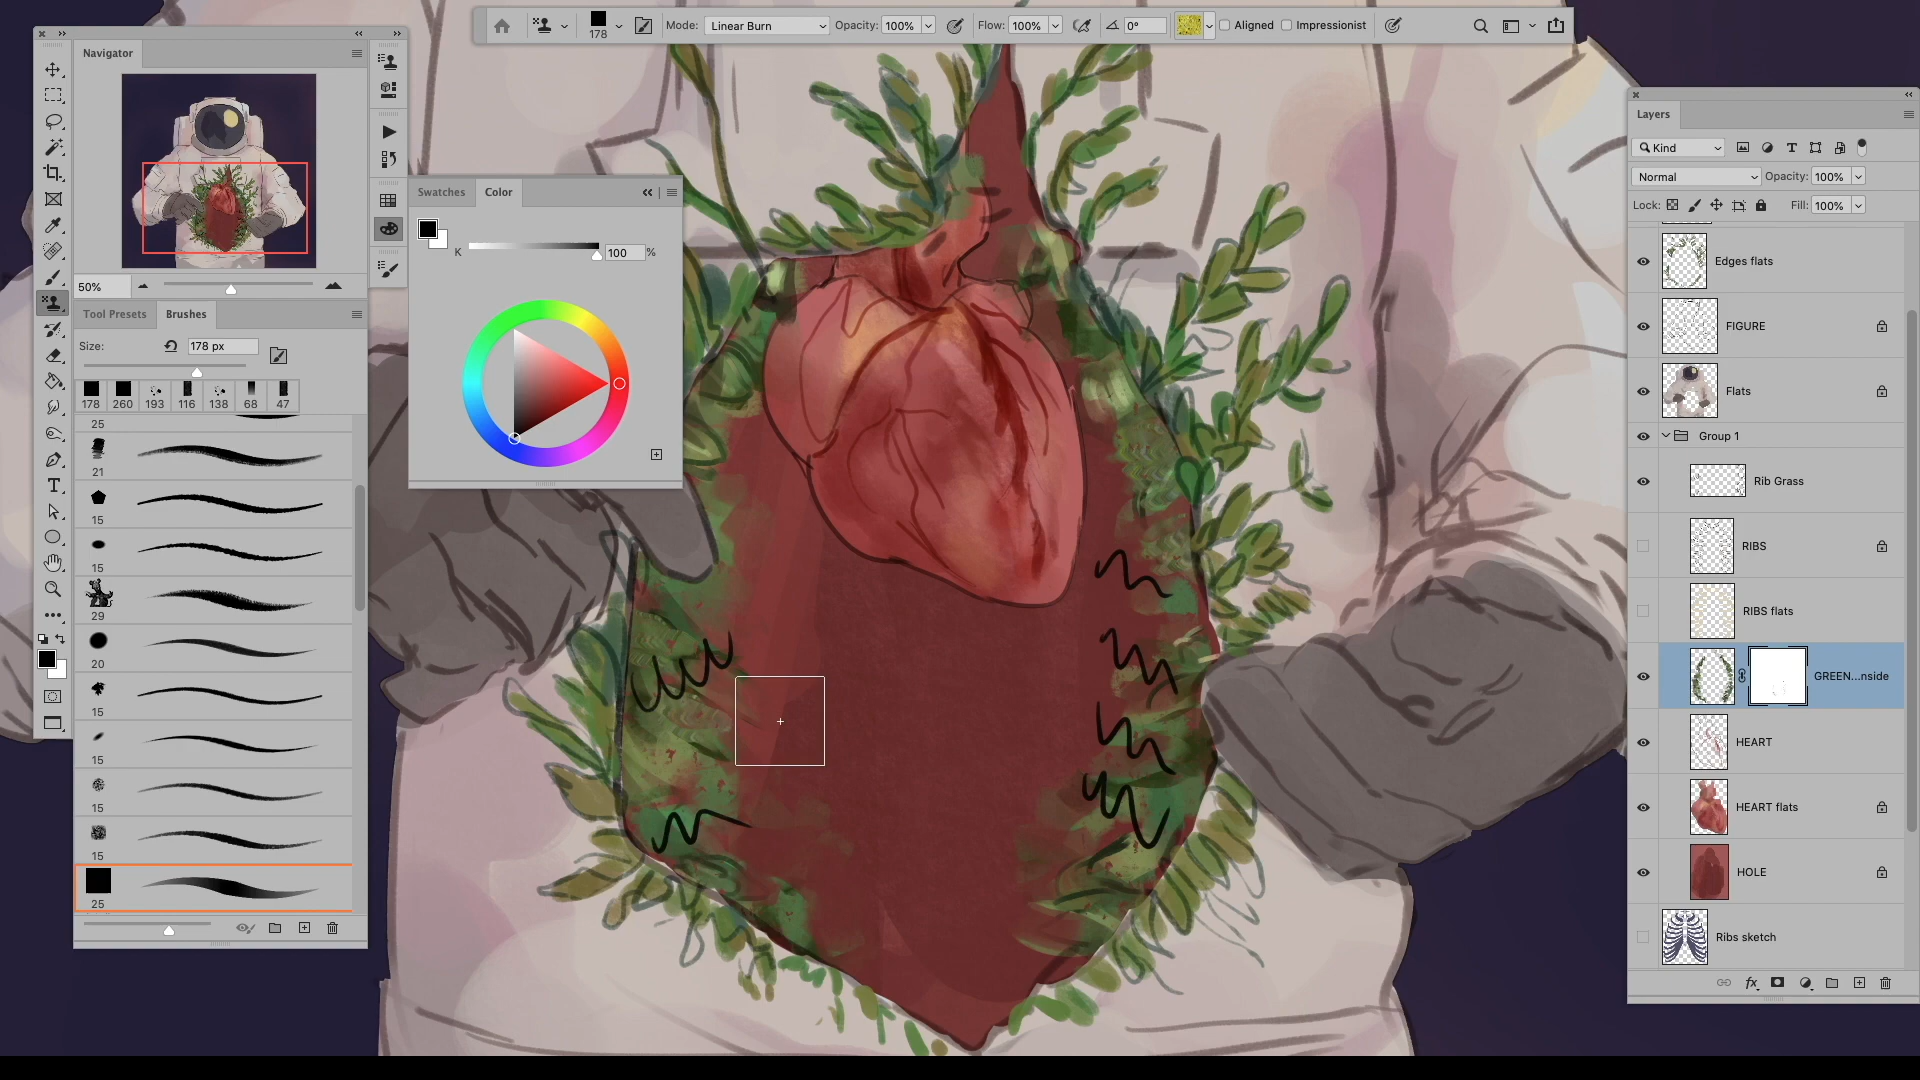 178
Mode: Linear Burn
Opacity: 100%
Flow: 100%
0°
Aligned
Impressionist
Navigator
50%
Tool Presets
Brushes
Size: 178 px
178 260 193 116 138 68 47
25
21
15
15
29
20
15
15
15
15
25
Swatches
Color
K 100 %
Layers
Kind
Normal
Opacity: 100%
Lock:
Fill: 100%
Edges flats
FIGURE
Flats
Group 1
Rib Grass
RIBS
RIBS flats
GREEN...nside
HEART
HEART flats
HOLE
Ribs sketch
fx